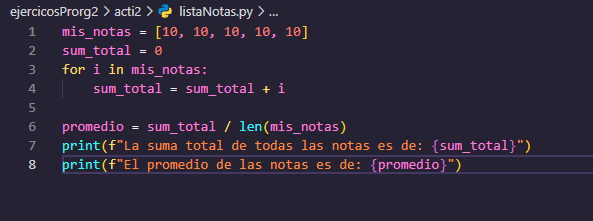 ejercicosProrg2 > acti2 > listaNotas.py > ...
1 mis_notas = [10, 10, 10, 10, 10]
2 sum_total = 0
3 for i in mis_notas:
4     sum_total = sum_total + i
5
6 promedio = sum_total / len(mis_notas)
7 print(f"La suma total de todas las notas es de: {sum_total}")
8 print(f"El promedio de las notas es de: {promedio}")